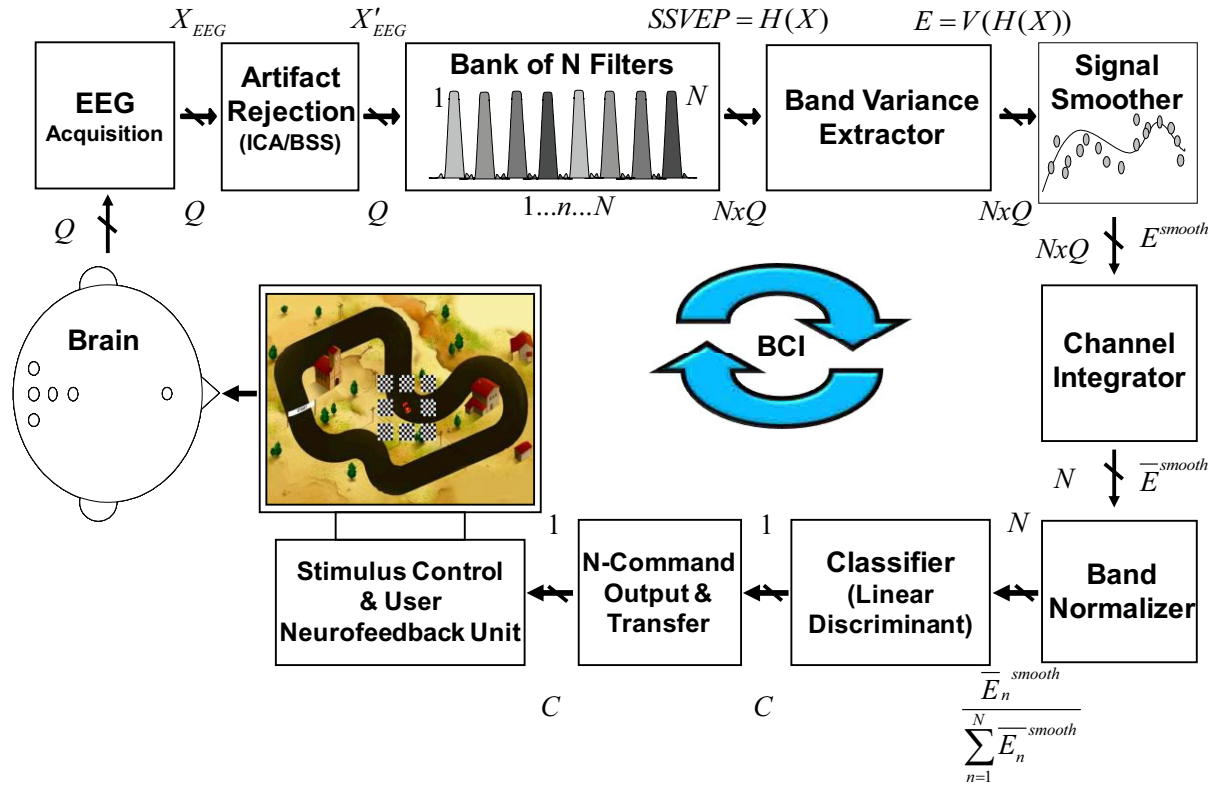 X_EEG
X'_EEG
SSVEP = H(X)
E = V(H(X))
EEG
Acquisition
Artifact
Rejection
(ICA/BSS)
Bank of N Filters
1
N
Band Variance
Extractor
Signal
Smoother
Q
Q
Q
1...n...N
NxQ
NxQ
NxQ
E^smooth
Brain
BCI
Channel
Integrator
N
E̅^smooth
1
1
N
Stimulus Control
& User
Neurofeedback Unit
N-Command
Output &
Transfer
Classifier
(Linear
Discriminant)
Band
Normalizer
C
C
E̅_n^smooth
N
∑ E̅_n^smooth
n=1